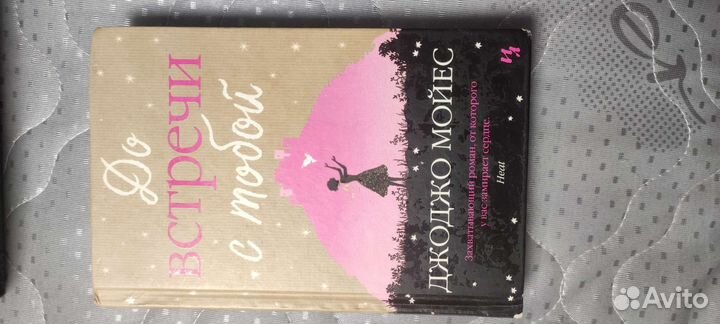 До
встречи
с тобой
ДЖОДЖО МОЙЕС
Захватывающий роман, от которого
у вас замирает сердце.
Heat
Avito